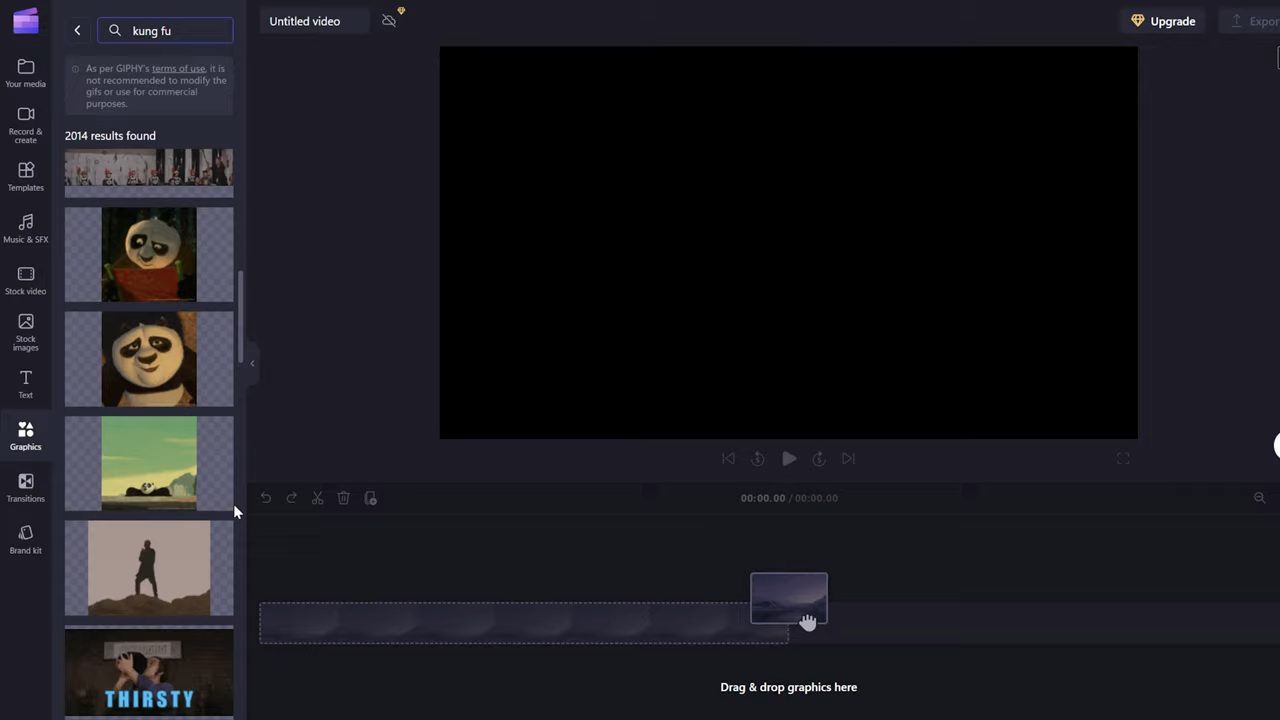 kung fu
Untitled video
Upgrade
Expor
As per GIPHY's terms of use, it is
not recommended to modify the
gifs or use for commercial
purposes.
2014 results found
Your media
Record &
create
Templates
Music & SFX
Stock video
Stock
images
Text
Graphics
Transitions
Brand kit
THIRSTY
00:00.00 / 00:00.00
Drag & drop graphics here